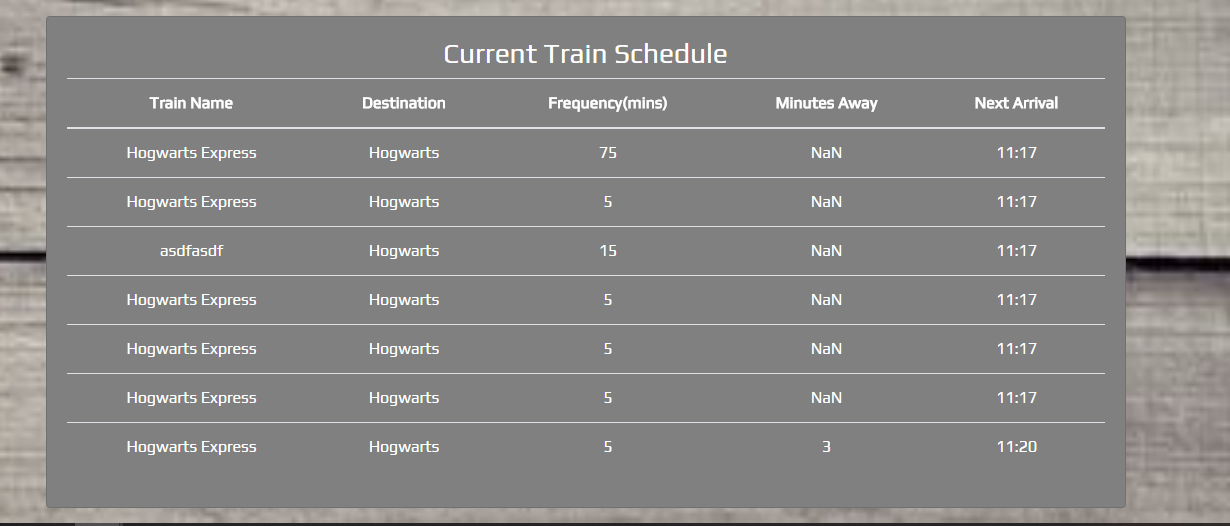 Current Train Schedule
Train Name Destination Frequency(mins) Minutes Away Next Arrival
Hogwarts Express Hogwarts 75 NaN 11:17
Hogwarts Express Hogwarts 5 NaN 11:17
asdfasdf Hogwarts 15 NaN 11:17
Hogwarts Express Hogwarts 5 NaN 11:17
Hogwarts Express Hogwarts 5 NaN 11:17
Hogwarts Express Hogwarts 5 NaN 11:17
Hogwarts Express Hogwarts 5 3 11:20